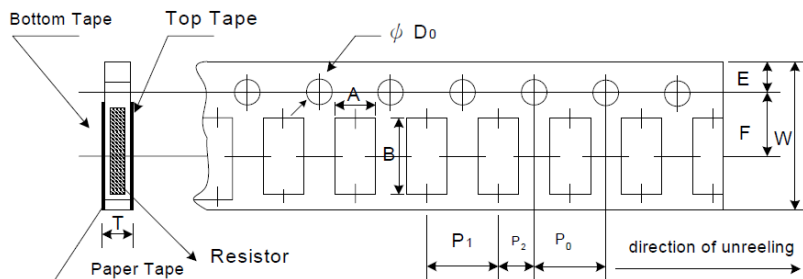 Bottom Tape
Top Tape
ψ D0
A
B
E
F
W
T
Paper Tape
Resistor
P1
P2
P0
direction of unreeling